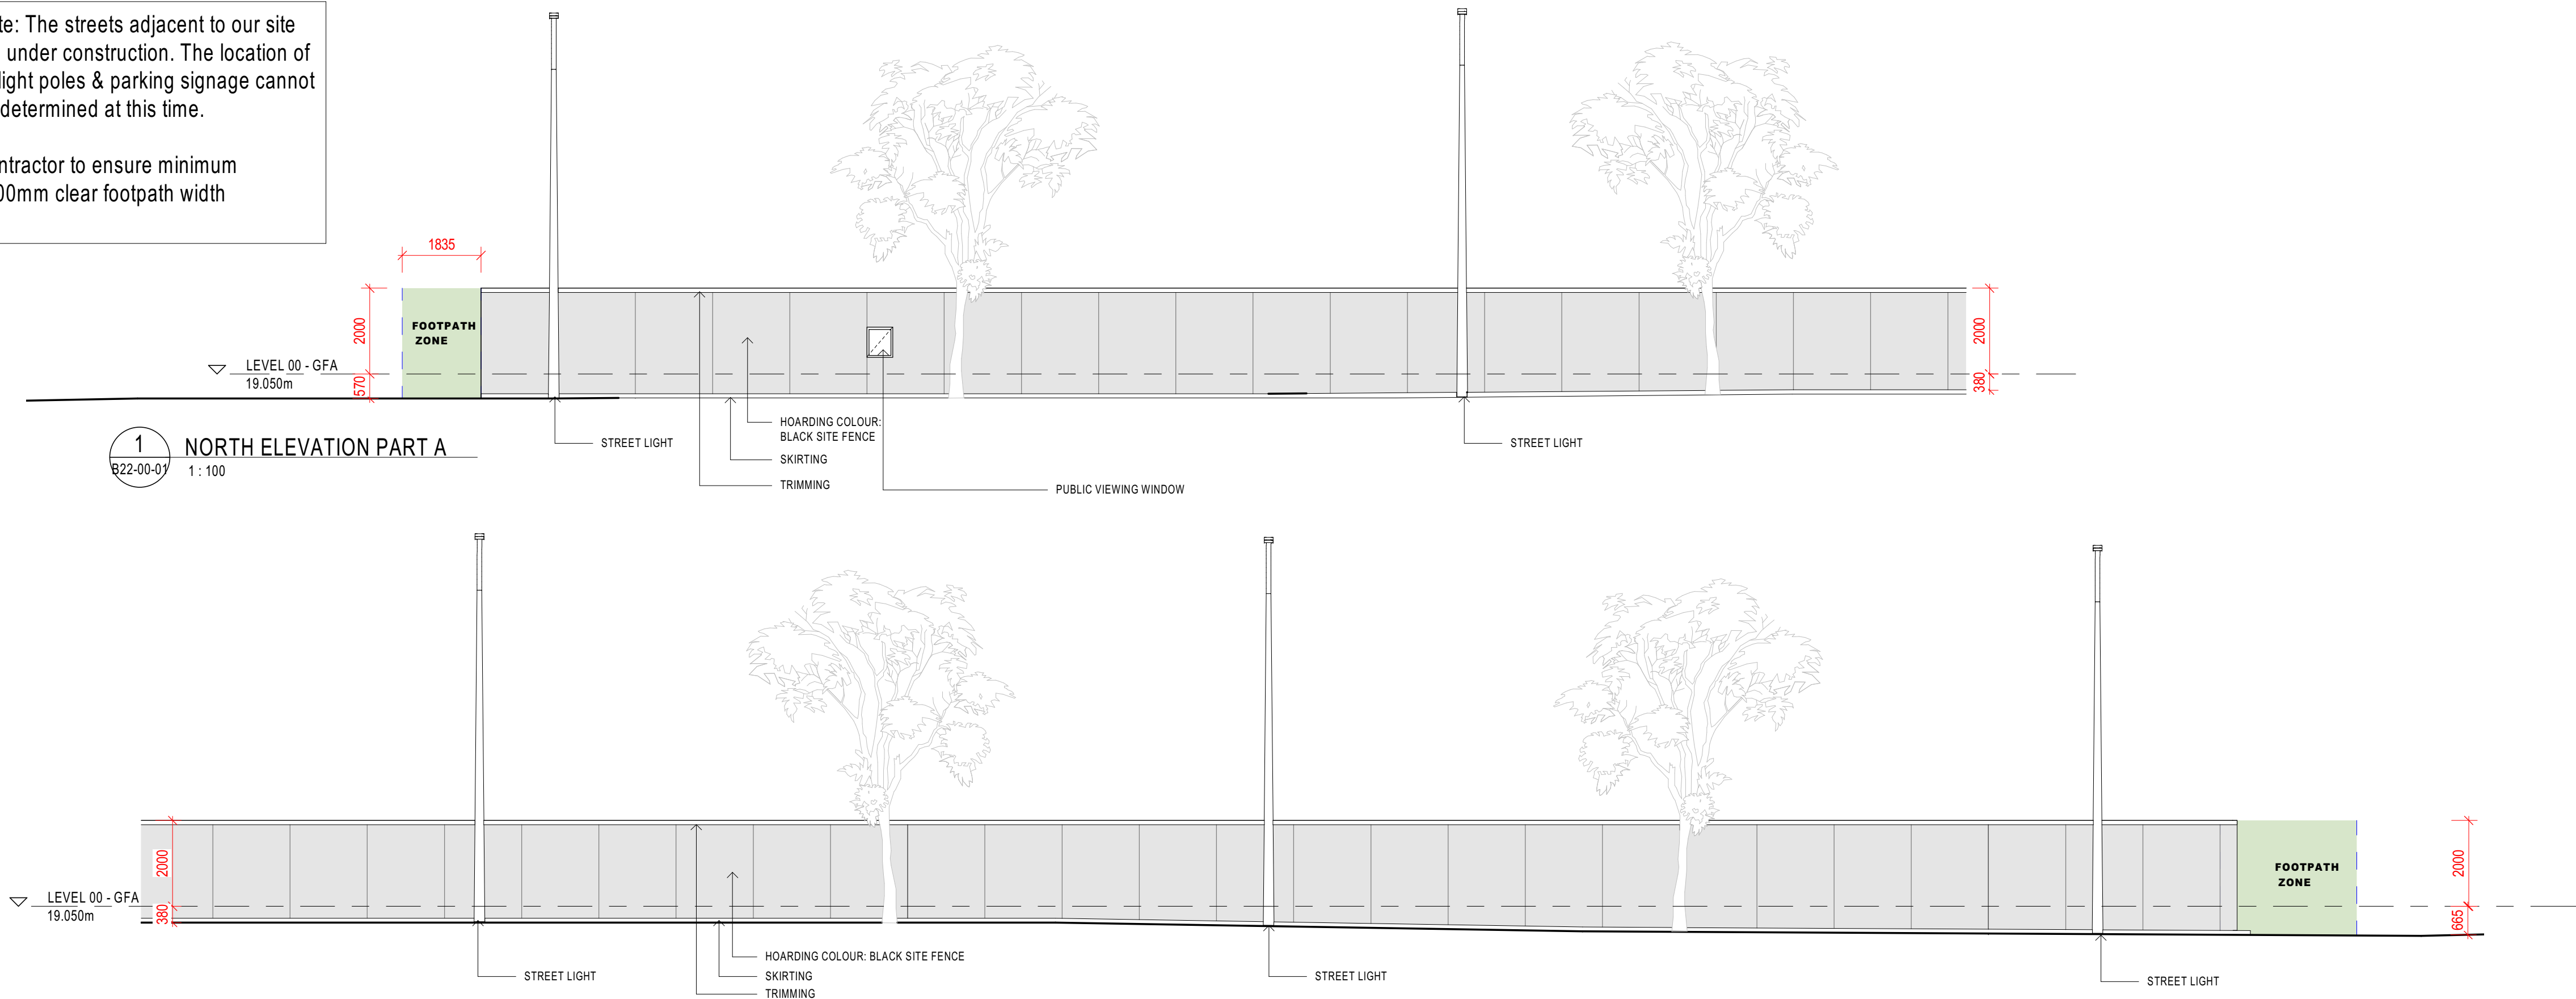 te: The streets adjacent to our site
under construction. The location of
light poles & parking signage cannot
determined at this time.
ntractor to ensure minimum
00mm clear footpath width
1835
2000
570
FOOTPATH
ZONE
LEVEL 00 - GFA
19.050m
2000
380
HOARDING COLOUR:
BLACK SITE FENCE
STREET LIGHT
STREET LIGHT
SKIRTING
TRIMMING
PUBLIC VIEWING WINDOW
1
B22-00-01
NORTH ELEVATION PART A
1 : 100
2000
380
LEVEL 00 - GFA
19.050m
FOOTPATH
ZONE
2000
665
HOARDING COLOUR: BLACK SITE FENCE
STREET LIGHT
SKIRTING
STREET LIGHT
STREET LIGHT
TRIMMING